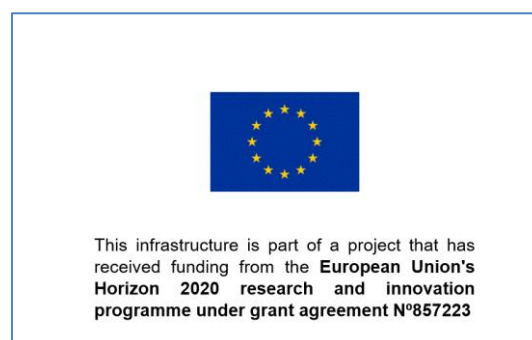 This infrastructure is part of a project that has
received funding from the European Union's
Horizon 2020 research and innovation
programme under grant agreement Nº857223